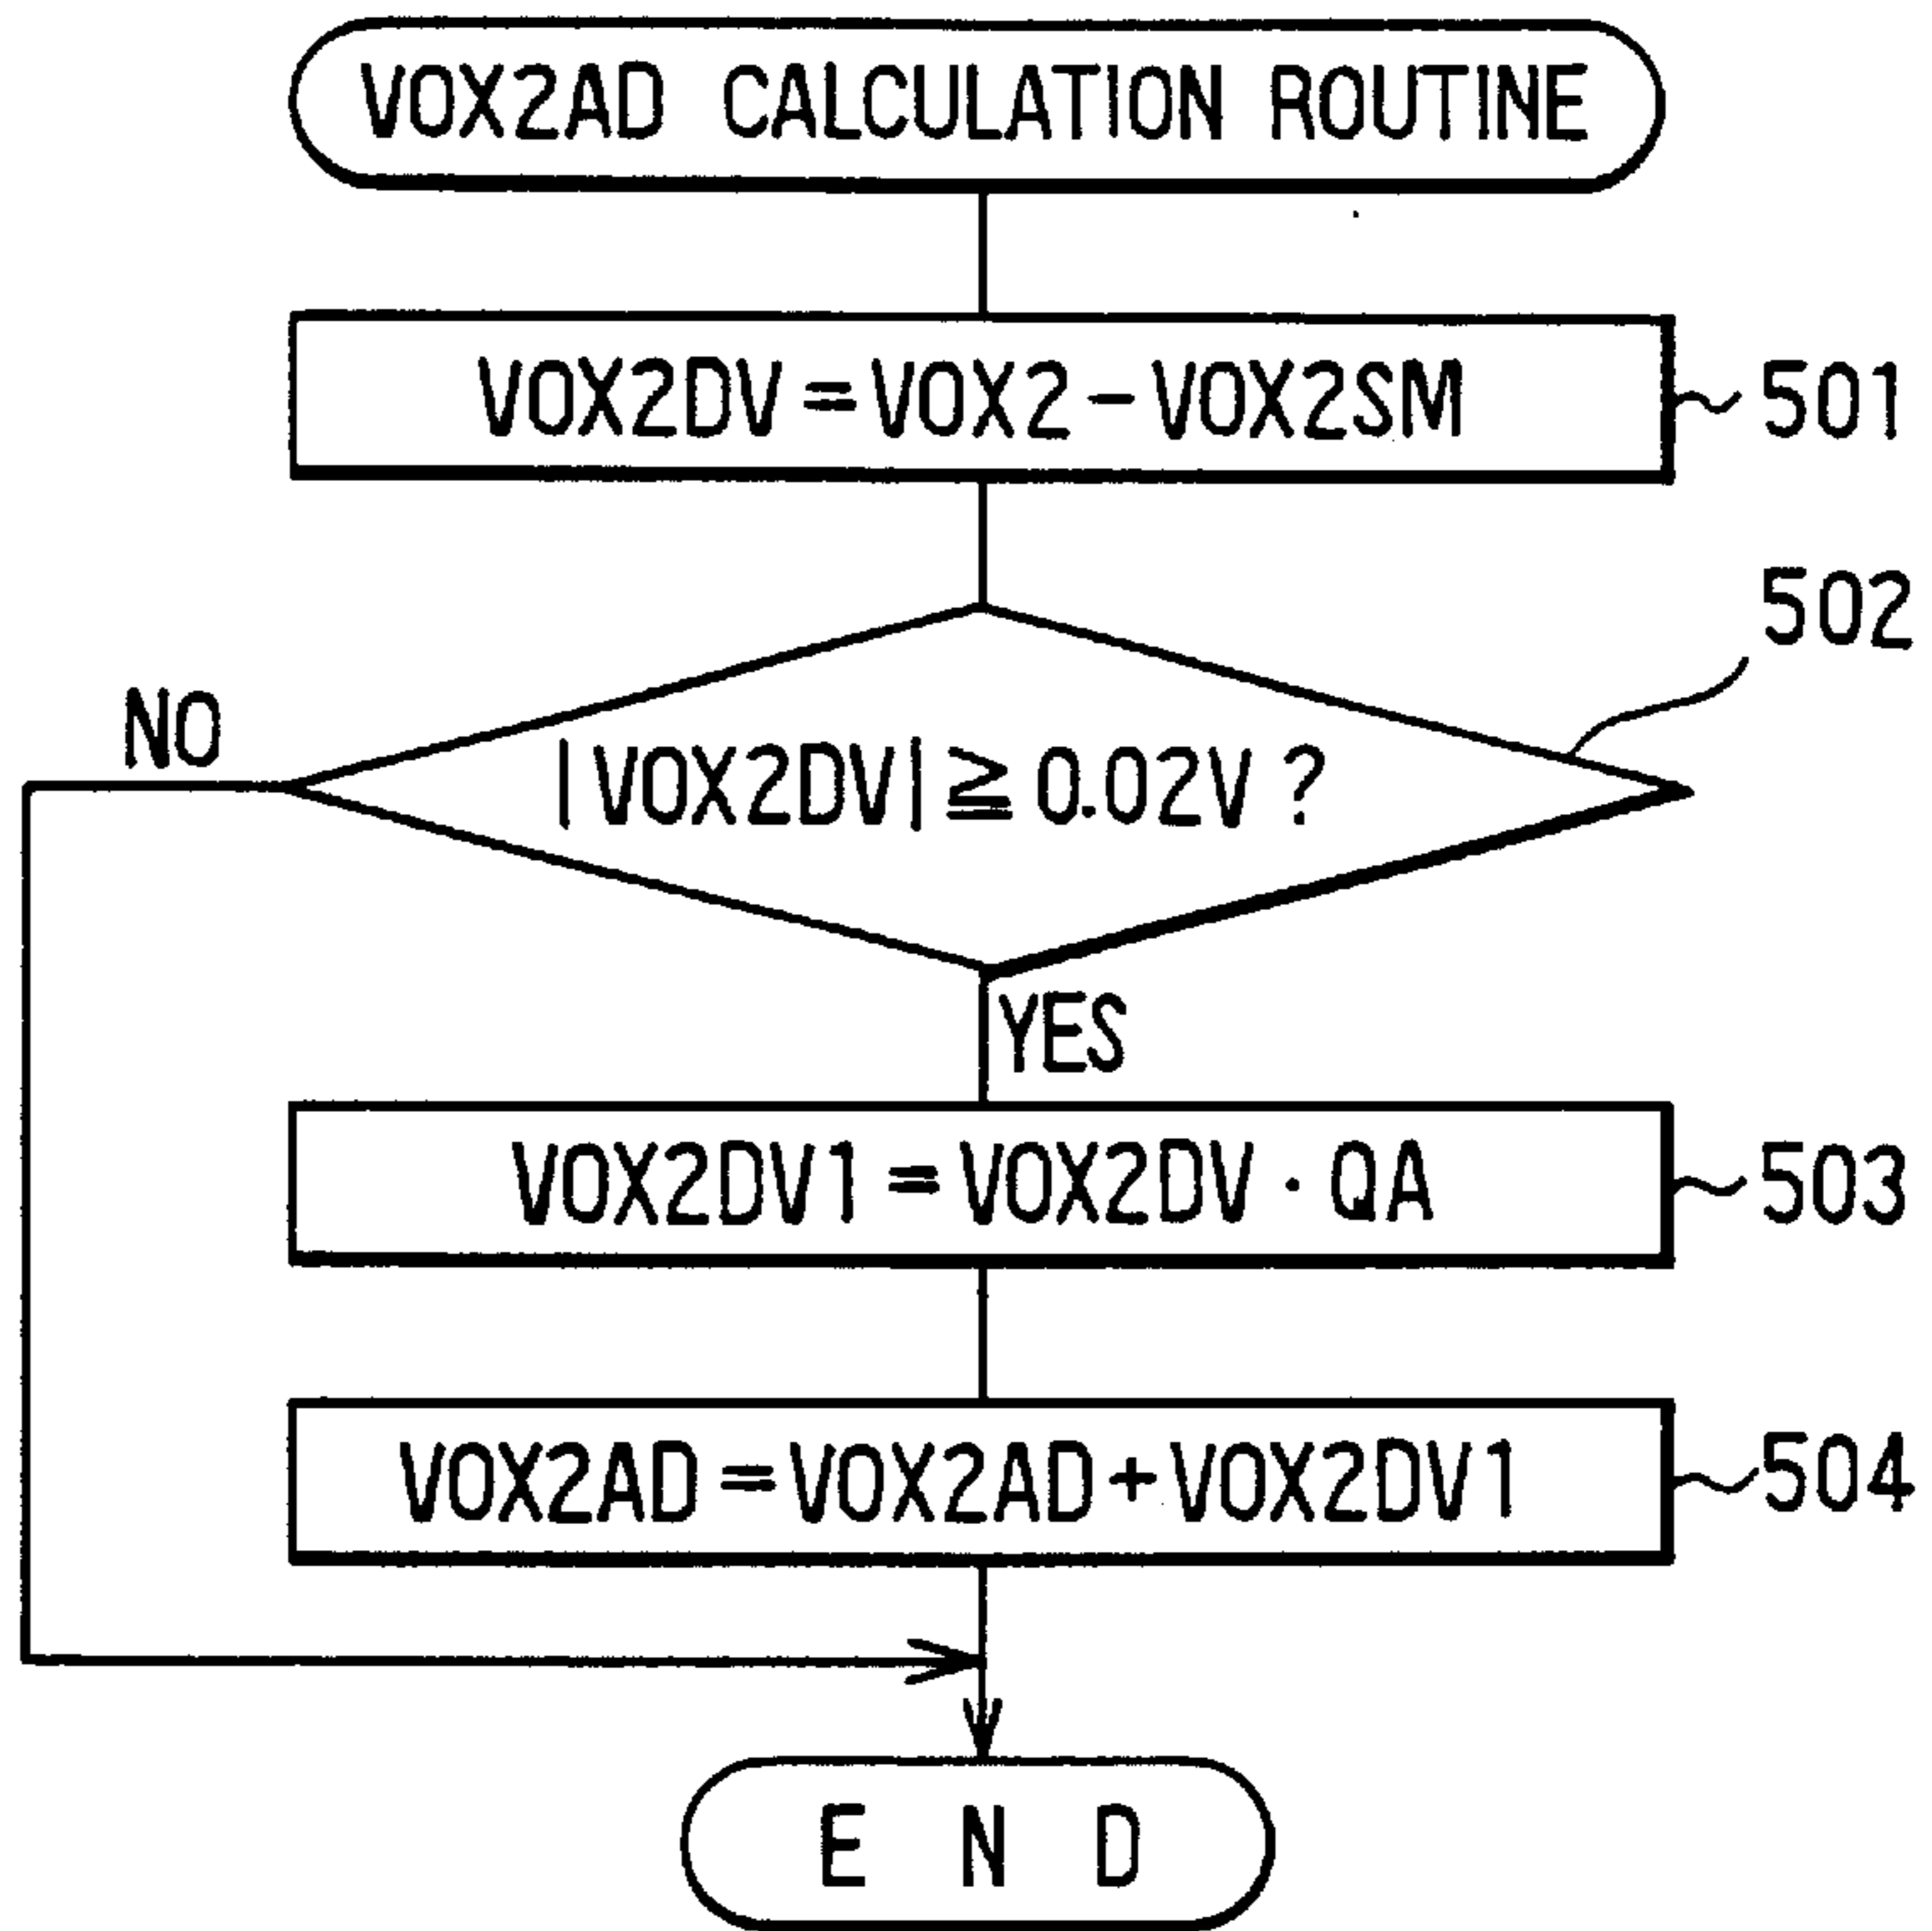 VOX2AD CALCULATION ROUTINE
VOX2DV=VOX2-VOX2SM
501
502
NO
|VOX2DV|≧0.02V?
YES
VOX2DV1=VOX2DV·QA
503
VOX2AD=VOX2AD+VOX2DV1
504
END